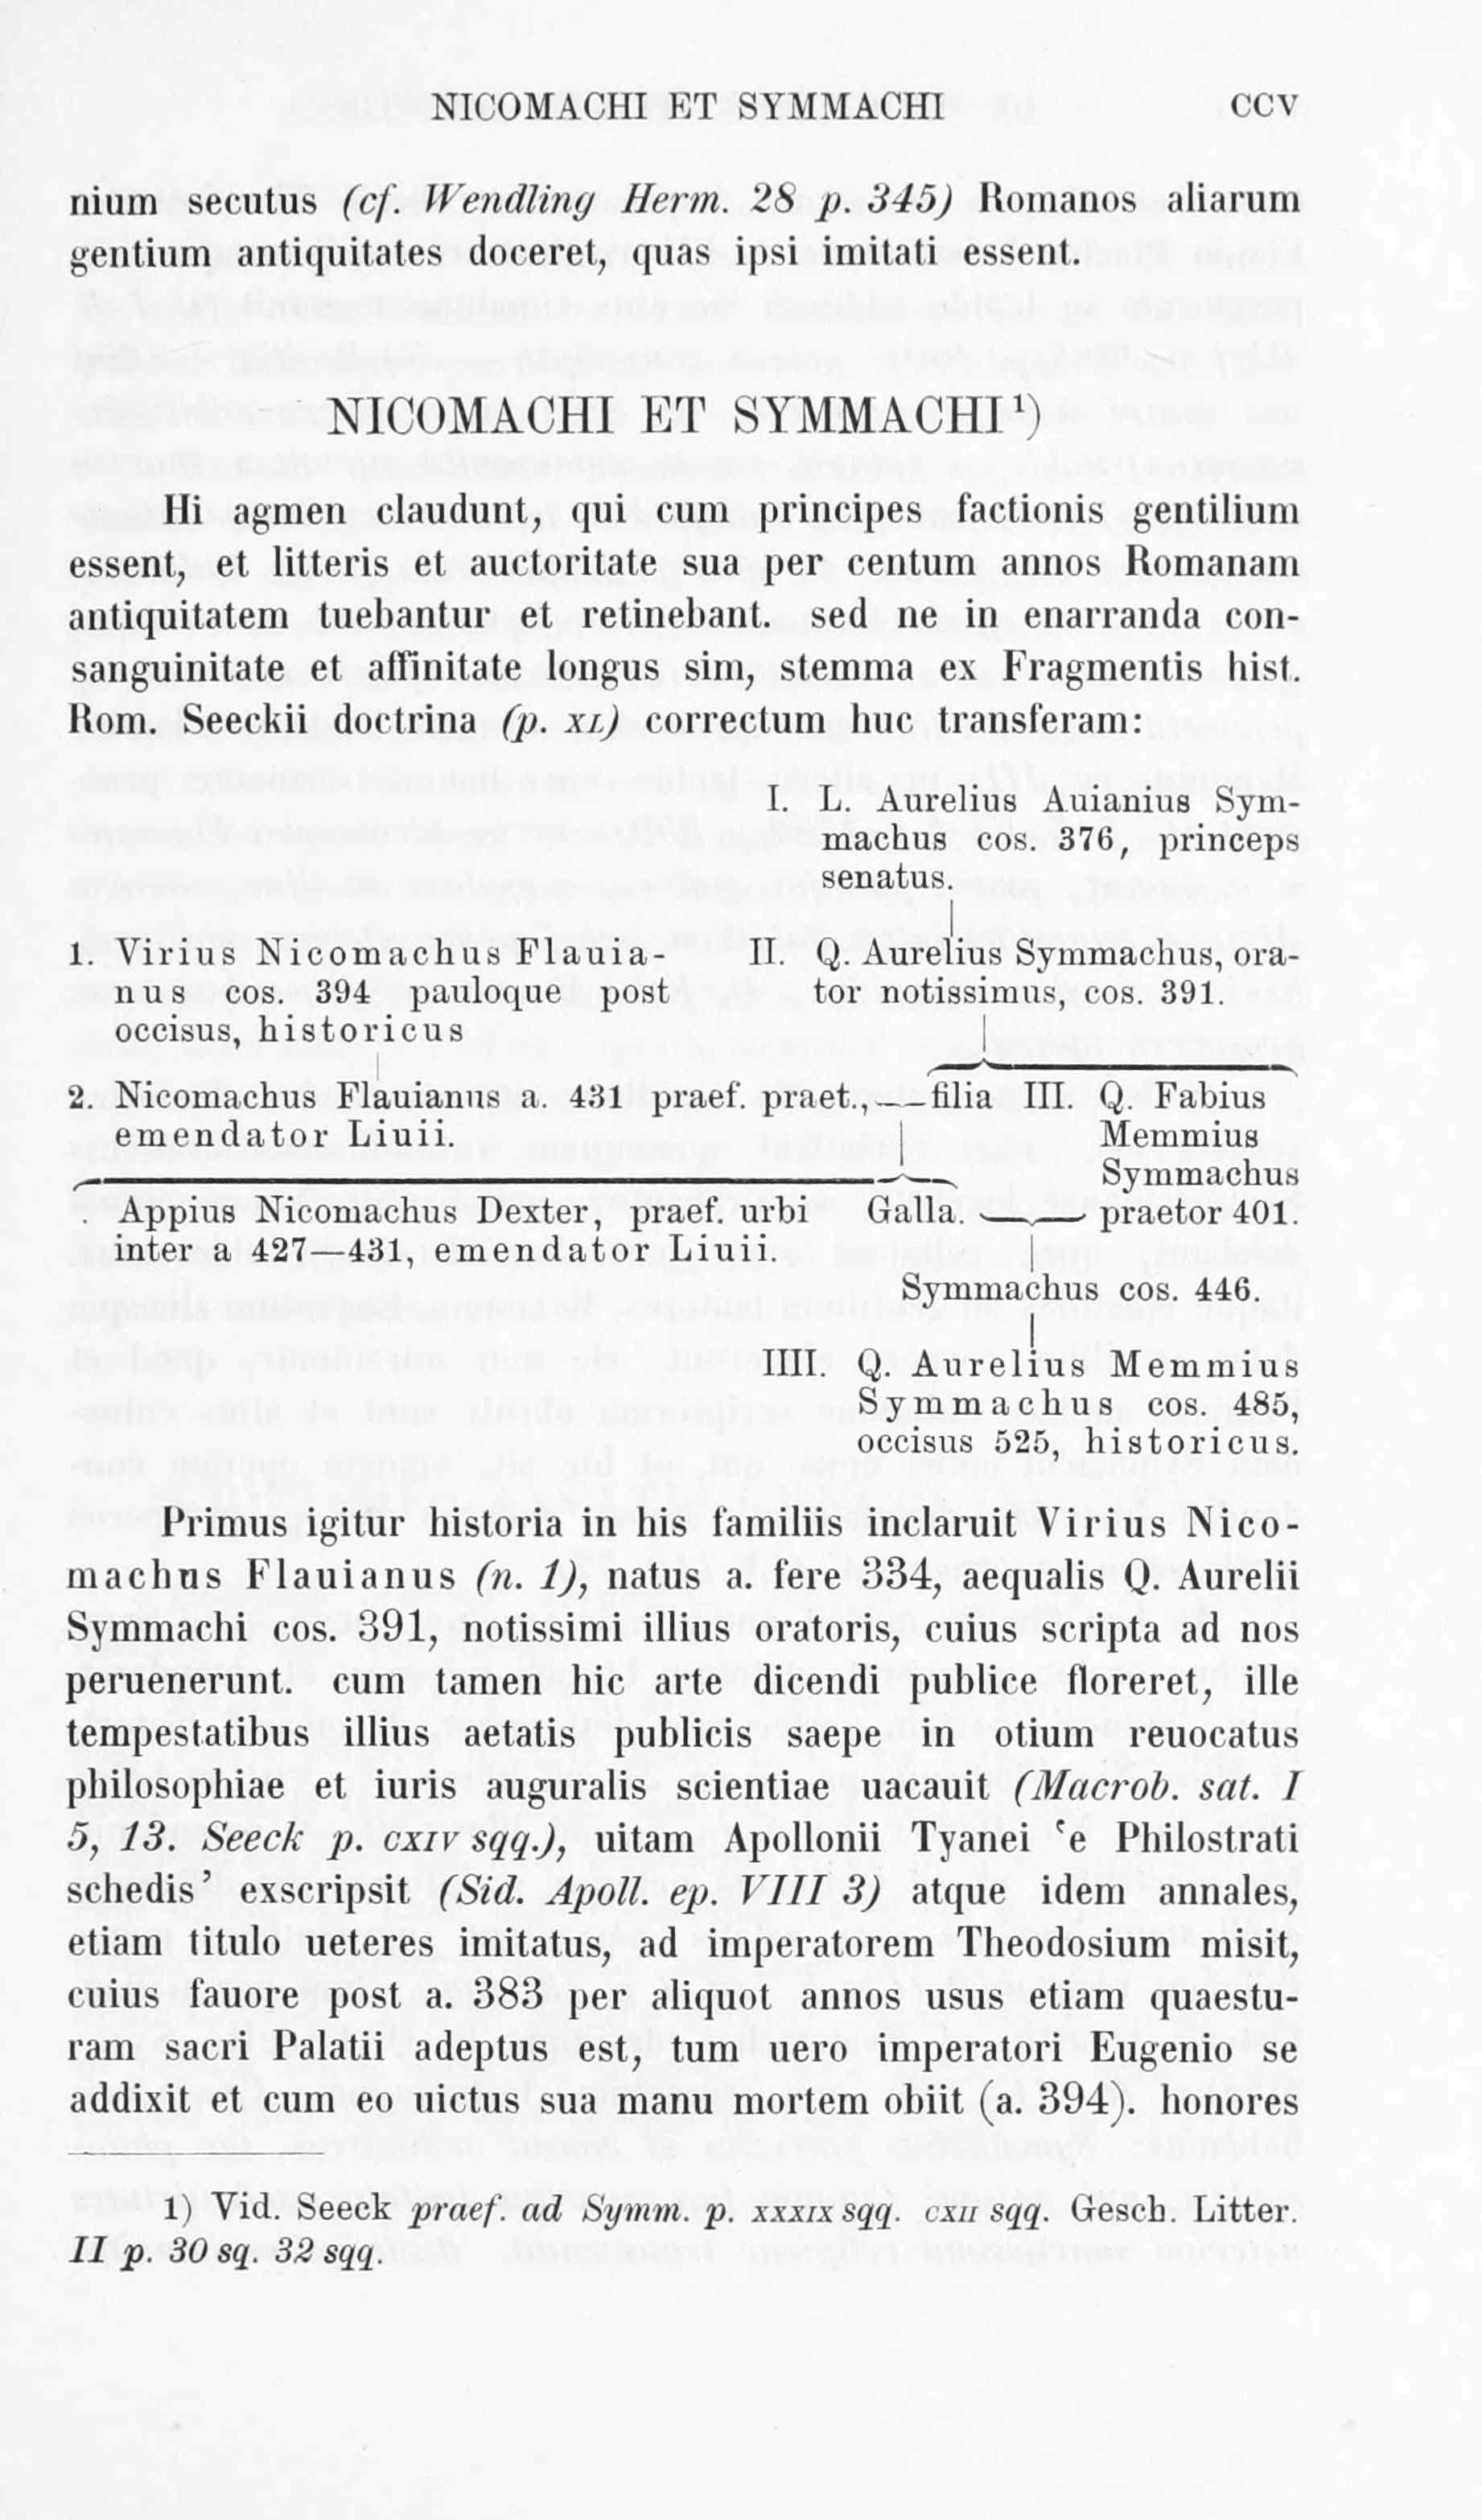 NICOMACHI ET SYMMACHI CCV
nium secutus (cf. Wendling Herm. 28 p. 345) Romanos aliarum
gentium antiquitates doceret, quas ipsi imitati essent.
NICOMACHI ET SYMMACHI¹)
Hi agmen claudunt, qui cum principes factionis gentilium
essent, et litteris et auctoritate sua per centum annos Romanam
antiquitatem tuebantur et retinebant. sed ne in enarranda con-
sanguinitate et affinitate longus sim, stemma ex Fragmentis hist.
Rom. Seeckii doctrina (p. XL) correctum huc transferam:
I. L. Aurelius Auianius Sym-
machus cos. 376, princeps
senatus.
1. Virius Nicomachus Flauia-
nus cos. 394 pauloque post
occisus, historicus
II. Q. Aurelius Symmachus, ora-
tor notissimus, cos. 391.
2. Nicomachus Flauianus a. 431 praef. praet.,—filia
emendator Liuii.
III. Q. Fabius
Memmius
Symmachus
praetor 401.
. Appius Nicomachus Dexter, praef. urbi
inter a 427—431, emendator Liuii.
Galla.
Symmachus cos. 446.
IIII. Q. Aurelius Memmius
Symmachus cos. 485,
occisus 525, historicus.
Primus igitur historia in his familiis inclaruit Virius Nico-
machus Flauianus (n. 1), natus a. fere 334, aequalis Q. Aurelii
Symmachi cos. 391, notissimi illius oratoris, cuius scripta ad nos
peruenerunt. cum tamen hic arte dicendi publice floreret, ille
tempestatibus illius aetatis publicis saepe in otium reuocatus
philosophiae et iuris auguralis scientiae uacauit (Macrob. sat. I
5, 13. Seeck p. CXIV sqq.), uitam Apollonii Tyanei ‘e Philostrati
schedis’ exscripsit (Sid. Apoll. ep. VIII 3) atque idem annales,
etiam titulo ueteres imitatus, ad imperatorem Theodosium misit,
cuius fauore post a. 383 per aliquot annos usus etiam quaestu-
ram sacri Palatii adeptus est, tum uero imperatori Eugenio se
addixit et cum eo uictus sua manu mortem obiit (a. 394). honores
1) Vid. Seeck praef. ad Symm. p. XXXIX sqq. CXII sqq. Gesch. Litter.
II p. 30 sq. 32 sqq.